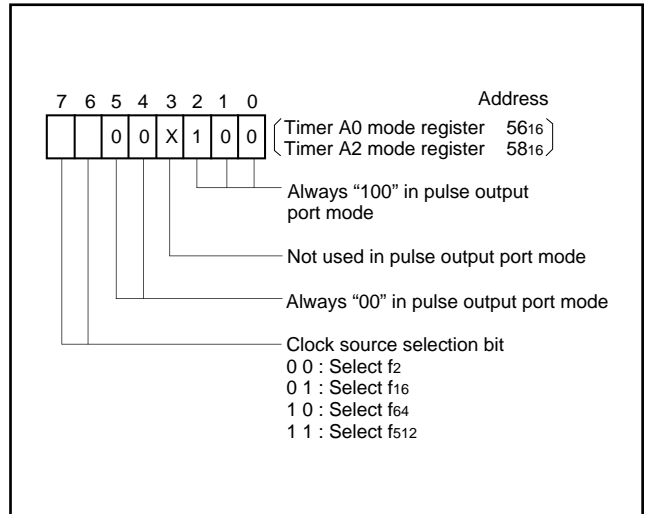 7 6 5 4 3 2 1 0 Address
0 0 X 1 0 0
Timer A0 mode register 5616
Timer A2 mode register 5816
Always “100” in pulse output
port mode
Not used in pulse output port mode
Always “00” in pulse output port mode
Clock source selection bit
0 0 : Select f2
0 1 : Select f16
1 0 : Select f64
1 1 : Select f512